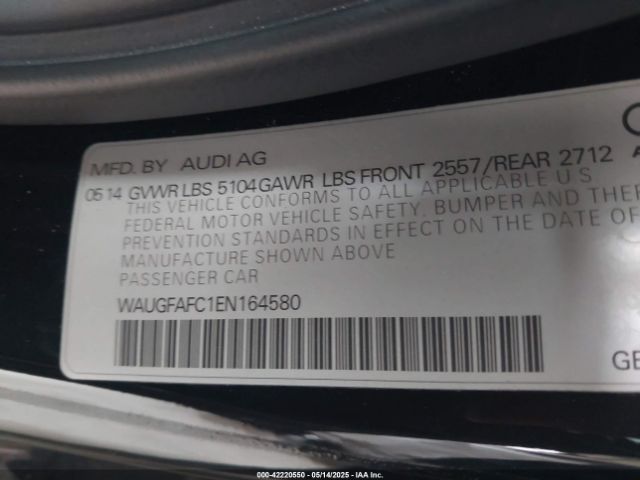 MFD. BY AUDI AG
05 14 GVWR LBS 5104 GAWR LBS FRONT 2557/REAR 2712
THIS VEHICLE CONFORMS TO ALL APPLICABLE U S
FEDERAL MOTOR VEHICLE SAFETY. BUMPER AND THEF
PREVENTION STANDARDS IN EFFECT ON THE DATE OF
MANUFACTURE SHOWN ABOVE
PASSENGER CAR
WAUGFAFC1EN164580
GE
000-42220550 - 05/14/2025 - IAA Inc.